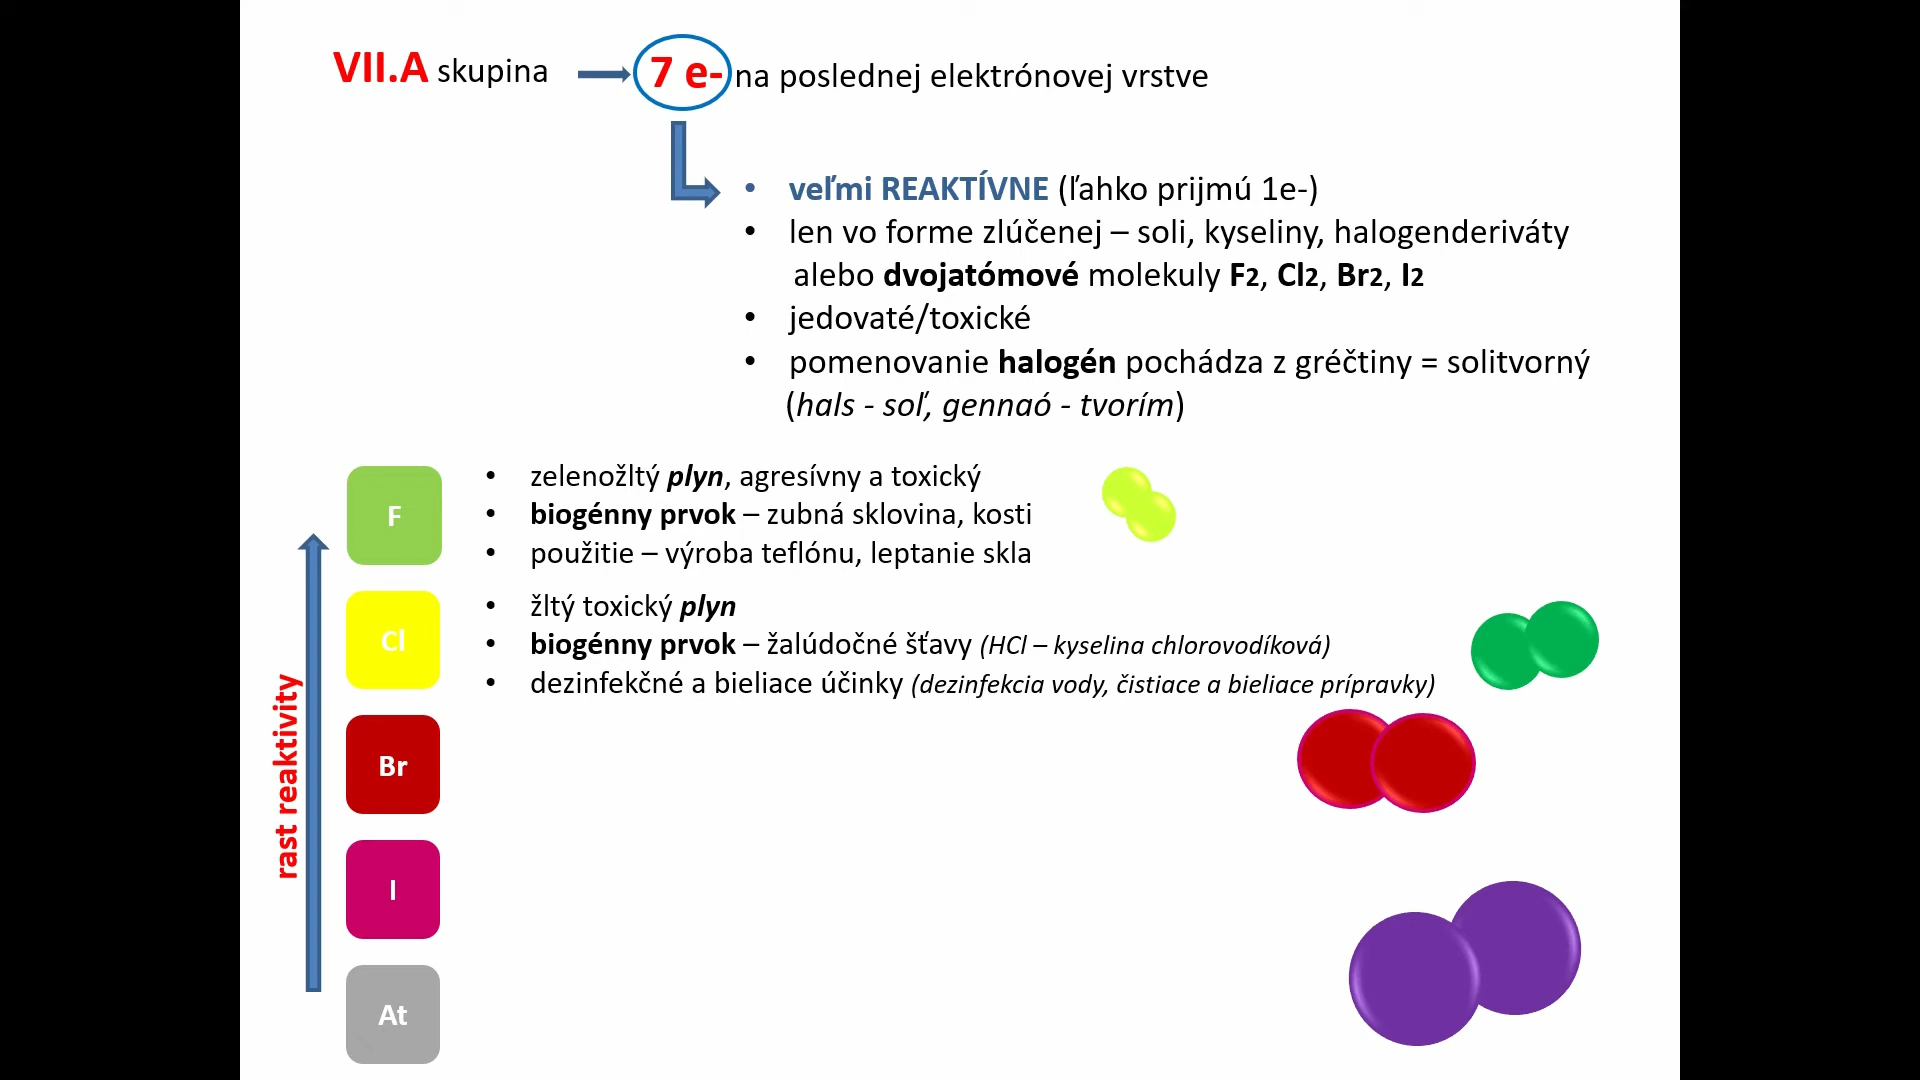 VII.A skupina 7 e- na poslednej elektrónovej vrstve
• veľmi REAKTÍVNE (ľahko prijmú 1e-)
• len vo forme zlúčenej – soli, kyseliny, halogenderiváty
alebo dvojatómové molekuly F2, Cl2, Br2, I2
• jedovaté/toxické
• pomenovanie halogén pochádza z gréčtiny = solitvorný
(hals - soľ, gennaó - tvorím)
rast reaktivity
F
• zelenožltý plyn, agresívny a toxický
• biogénny prvok – zubná sklovina, kosti
• použitie – výroba teflónu, leptanie skla
Cl
• žltý toxický plyn
• biogénny prvok – žalúdočné šťavy (HCl – kyselina chlorovodíková)
• dezinfekčné a bieliace účinky (dezinfekcia vody, čistiace a bieliace prípravky)
Br
I
At